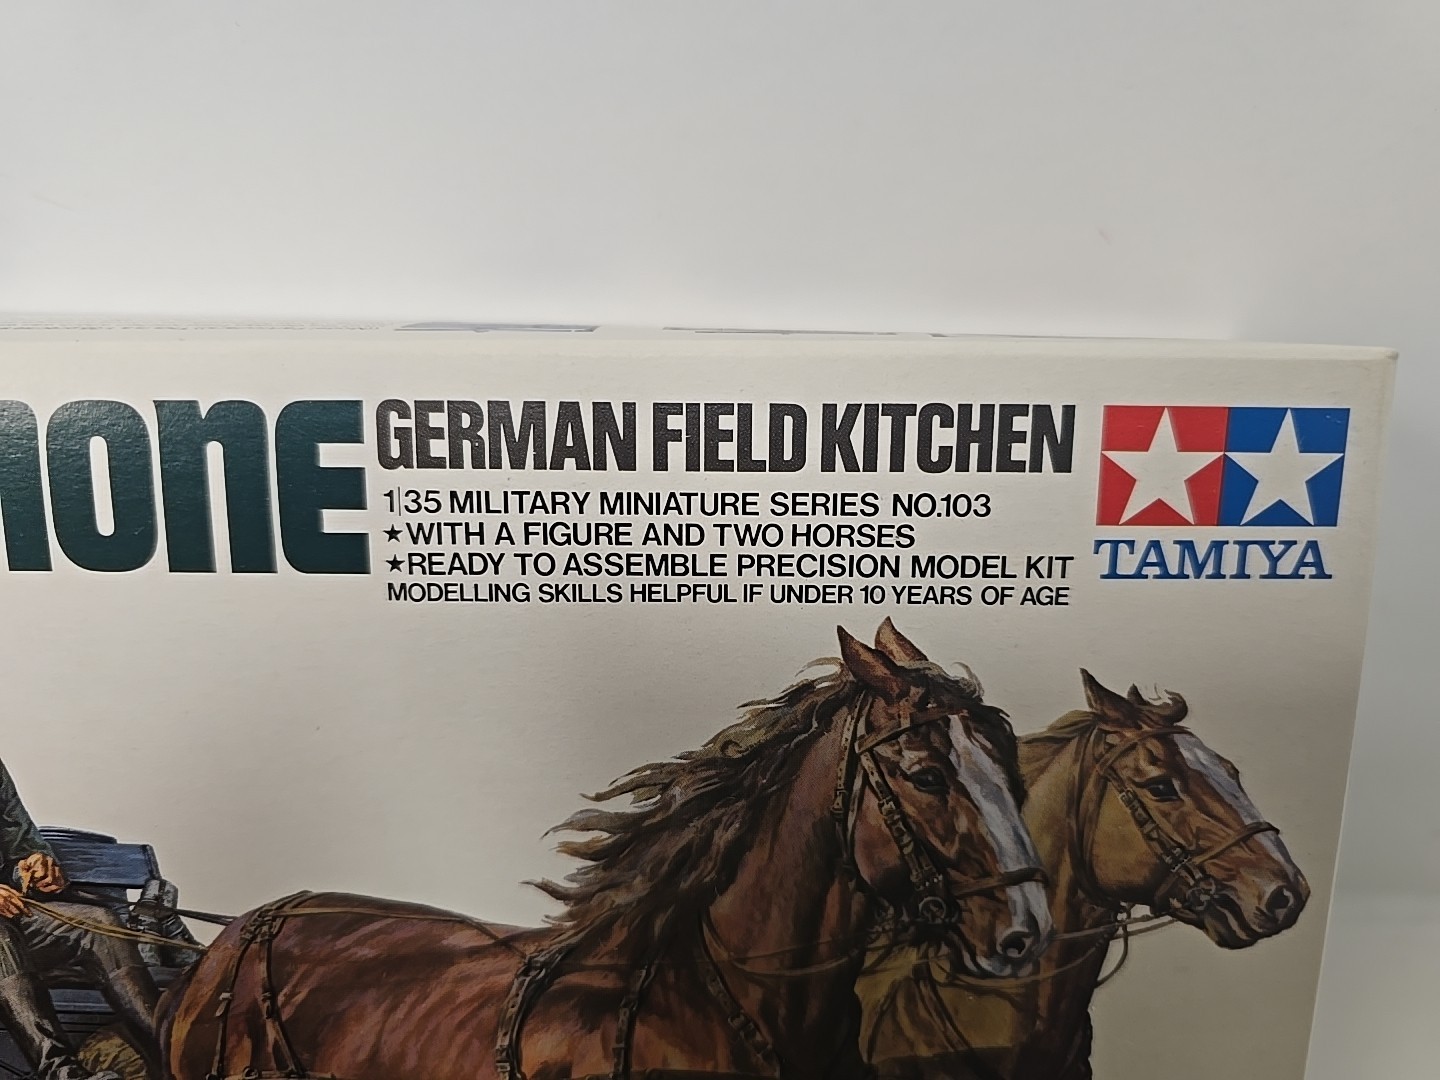 GERMAN FIELD KITCHEN
1/35 MILITARY MINIATURE SERIES NO.103
★WITH A FIGURE AND TWO HORSES
★READY TO ASSEMBLE PRECISION MODEL KIT
MODELLING SKILLS HELPFUL IF UNDER 10 YEARS OF AGE
TAMIYA